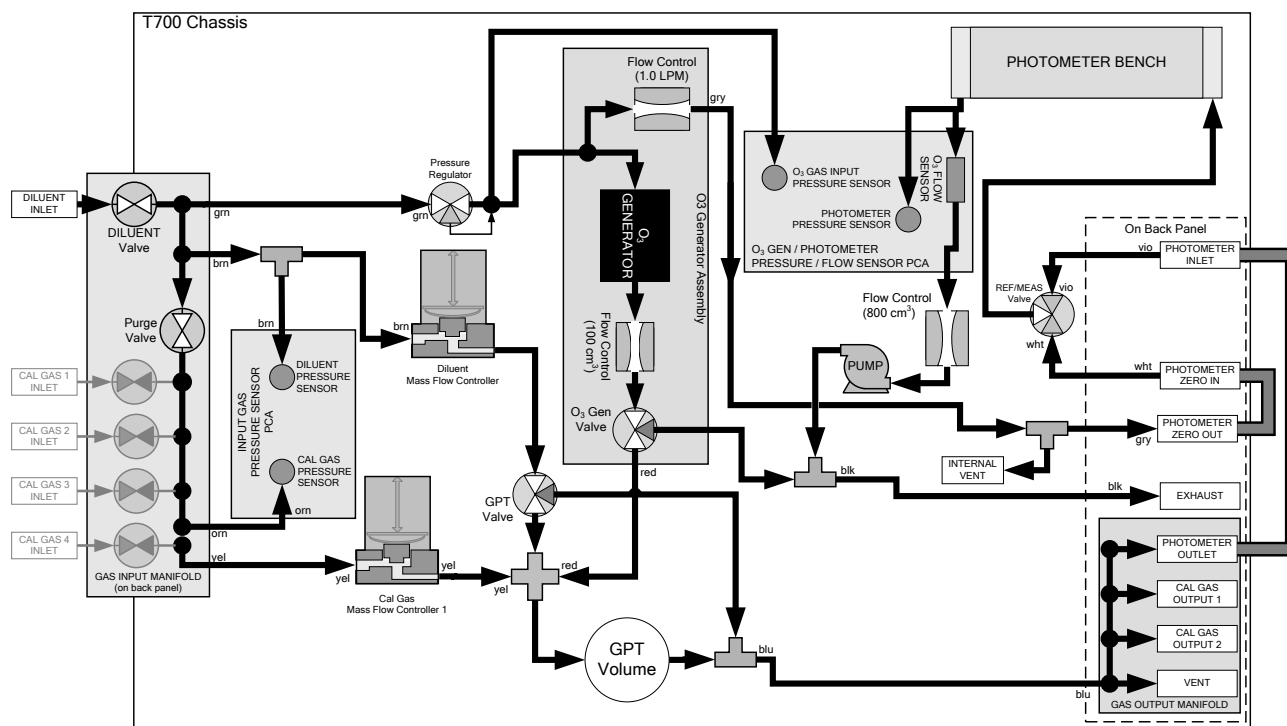 T700 Chassis
DILUENT
INLET
DILUENT
Valve
grn
brn
Purge
Valve
CAL GAS 1
INLET
CAL GAS 2
INLET
CAL GAS 3
INLET
CAL GAS 4
INLET
GAS INPUT MANIFOLD
(on back panel)
orn
yel
brn
DILUENT
PRESSURE
SENSOR
INPUT GAS
PRESSURE SENSOR
PCA
CAL GAS
PRESSURE
SENSOR
orn
Pressure
Regulator
grn
brn
Diluent
Mass Flow Controller
yel
yel
Cal Gas
Mass Flow Controller 1
GPT
Valve
yel
red
GPT
Volume
blu
Flow Control
(1.0 LPM)
gry
O3
GENERATOR
O3 Generator Assembly
Flow Control
(100 cm3)
O3 Gen
Valve
red
PHOTOMETER BENCH
O3 GAS INPUT
PRESSURE SENSOR
PHOTOMETER
PRESSURE SENSOR
O3 FLOW
SENSOR
O3 GEN / PHOTOMETER
PRESSURE / FLOW SENSOR PCA
Flow Control
(800 cm3)
PUMP
blk
INTERNAL
VENT
On Back Panel
vio
PHOTOMETER
INLET
REF/MEAS
Valve
vio
wht
wht
PHOTOMETER
ZERO IN
gry
PHOTOMETER
ZERO OUT
blk
EXHAUST
PHOTOMETER
OUTLET
CAL GAS
OUTPUT 1
CAL GAS
OUTPUT 2
VENT
blu
GAS OUTPUT MANIFOLD